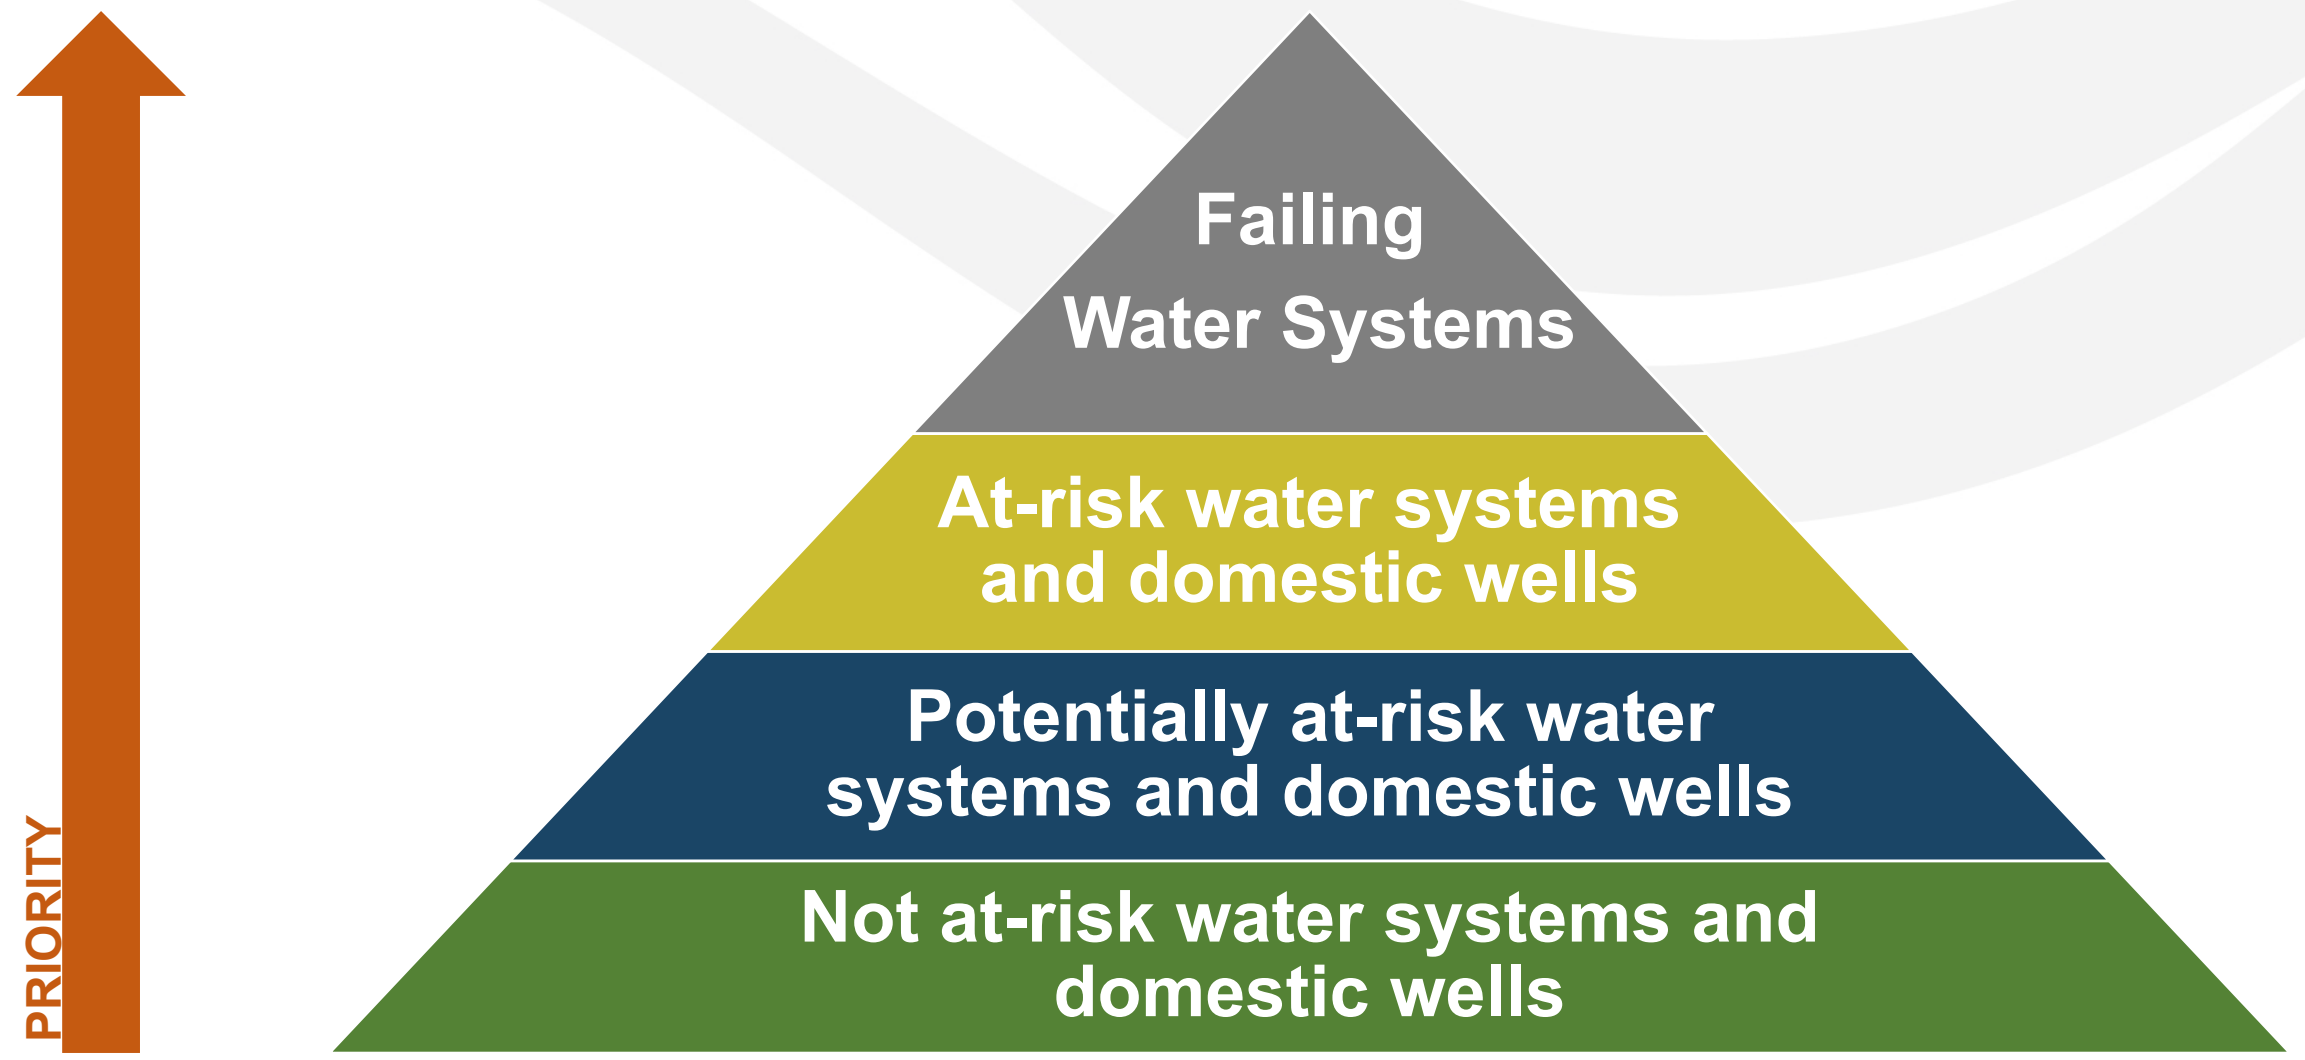 Failing
Water Systems
At-risk water systems
and domestic wells
Potentially at-risk water
systems and domestic wells
Not at-risk water systems and
domestic wells
PRIORITY